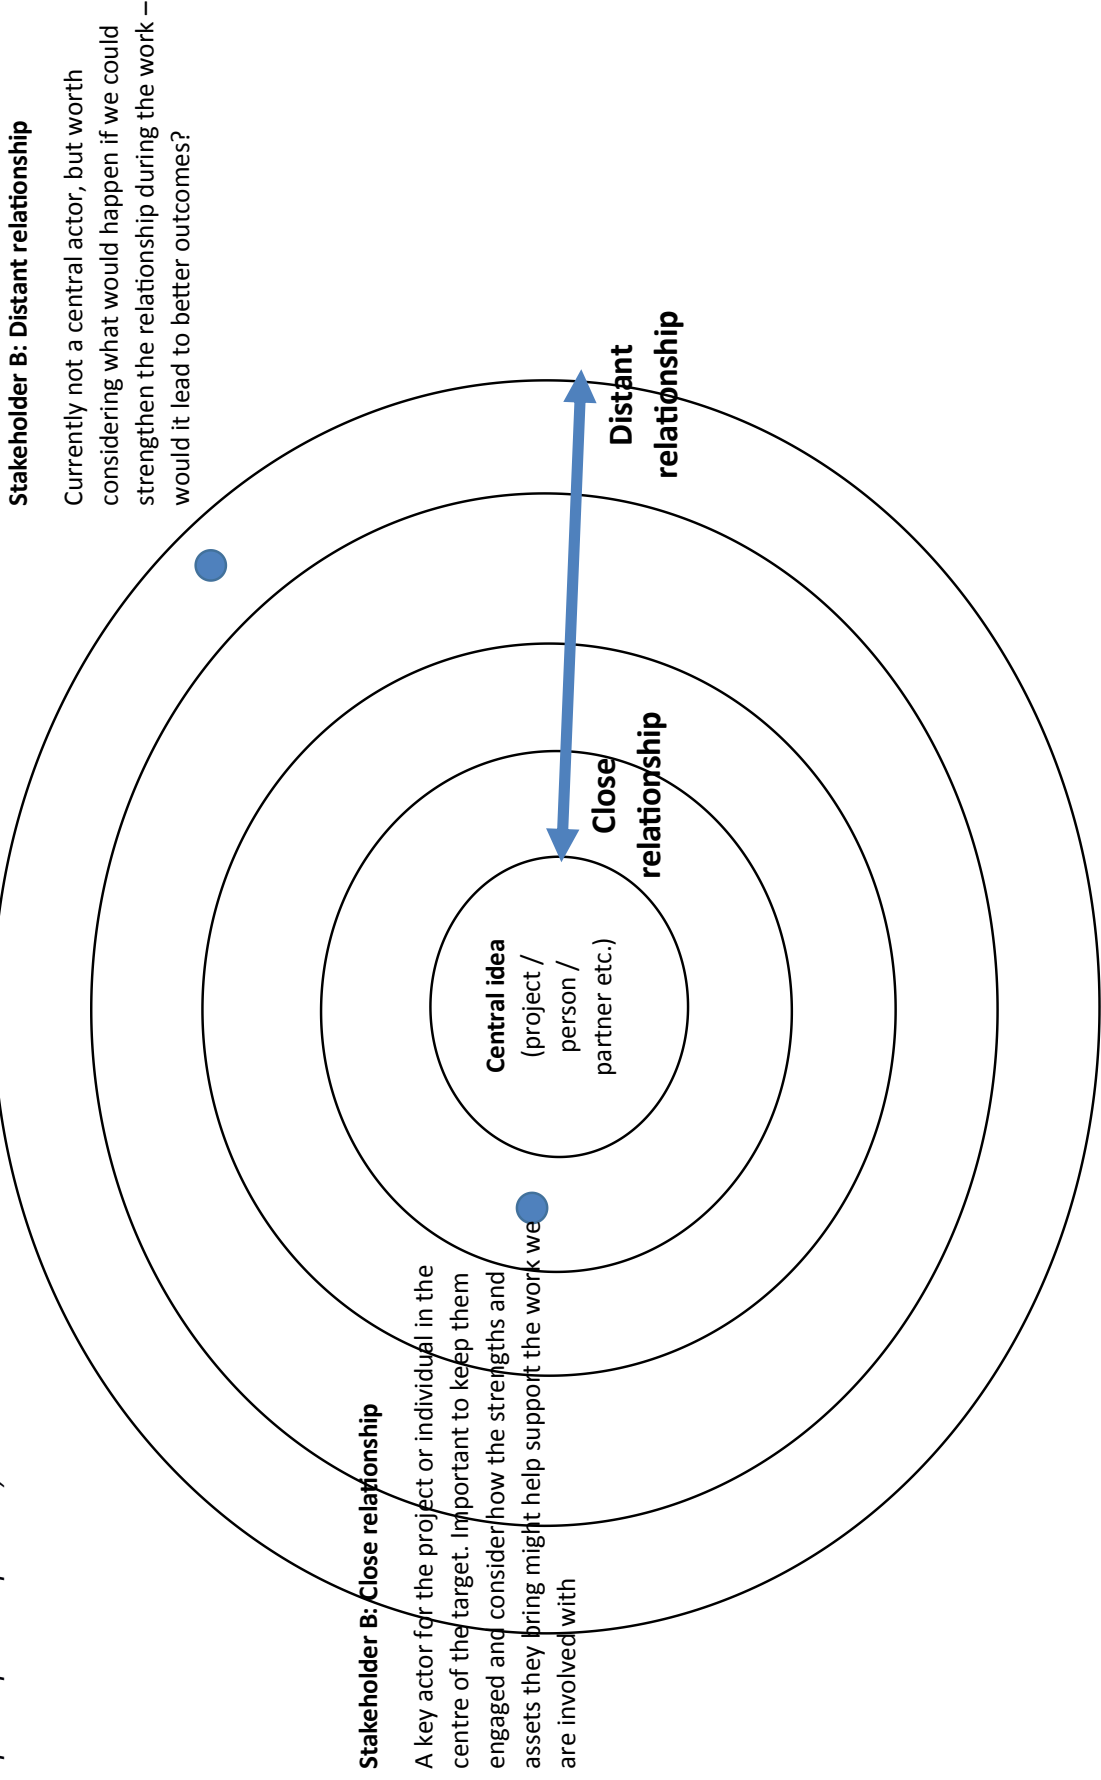 Stakeholder B: Distant relationship
Currently not a central actor, but worth
considering what would happen if we could
strengthen the relationship during the work –
would it lead to better outcomes?
Distant
relationship
Close
relationship
Central idea
(project /
person /
partner etc.)
Stakeholder B: Close relationship
A key actor for the project or individual in the
centre of the target. Important to keep them
engaged and consider how the strengths and
assets they bring might help support the work we
are involved with